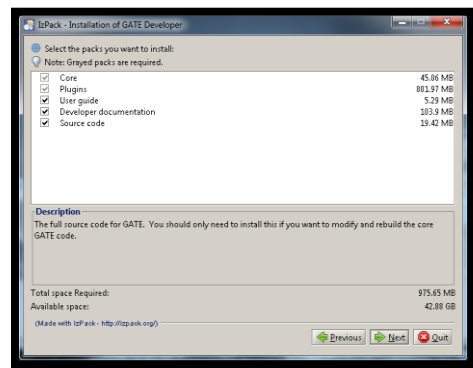 IzPack - Installation of GATE Developer
Select the packs you want to install:
Note: Grayed packs are required.
Core 45.06 MB
Plugins 801.97 MB
User guide 5.29 MB
Developer documentation 103.9 MB
Source code 19.42 MB
Description
The full source code for GATE. You should only need to install this if you want to modify and rebuild the core
GATE code.
Total space Required: 975.65 MB
Available space: 42.88 GB
(Made with IzPack - http://izpack.org/)
Previous Next Quit